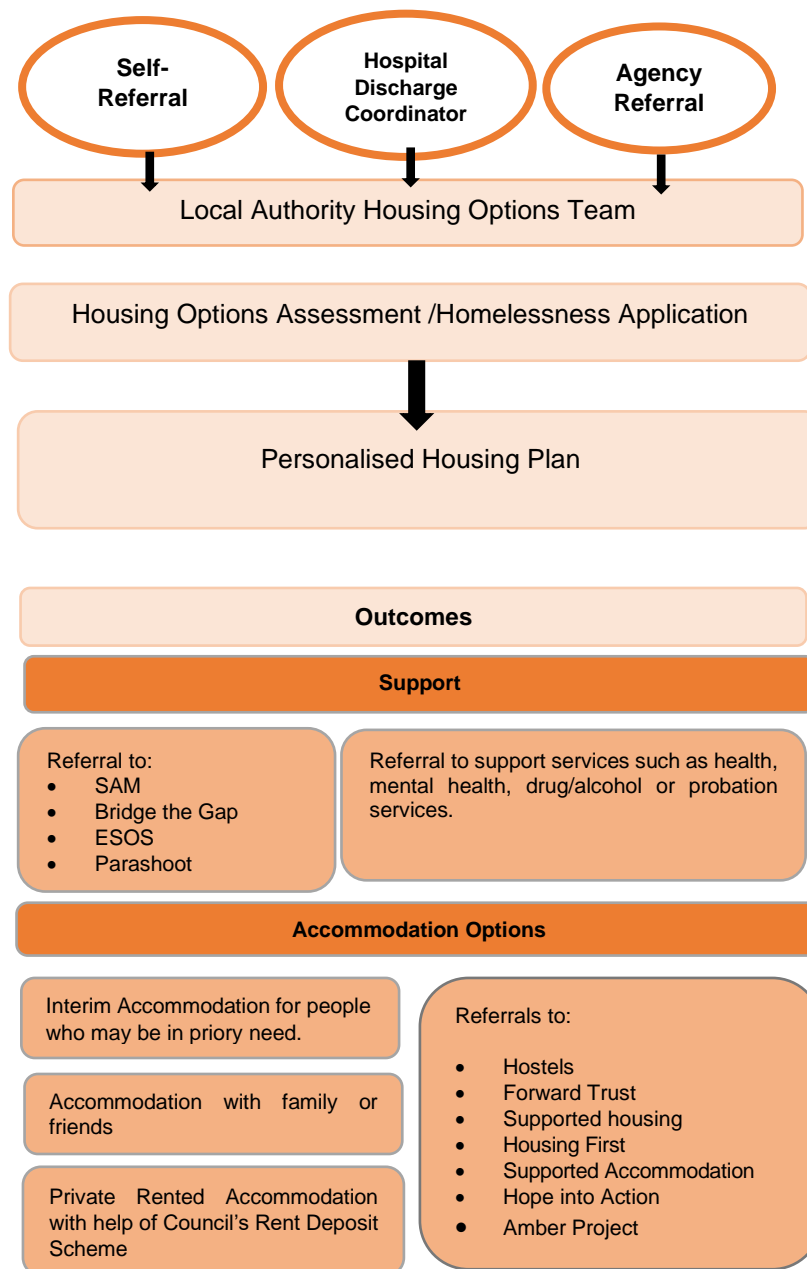 Self-
Referral
Hospital
Discharge
Coordinator
Agency
Referral
Local Authority Housing Options Team
Housing Options Assessment /Homelessness Application
Personalised Housing Plan
Outcomes
Support
Referral to:
• SAM
• Bridge the Gap
• ESOS
• Parashoot
Referral to support services such as health,
mental health, drug/alcohol or probation
services.
Accommodation Options
Interim Accommodation for people
who may be in priory need.
Accommodation with family or
friends
Private Rented Accommodation
with help of Council's Rent Deposit
Scheme
Referrals to:
• Hostels
• Forward Trust
• Supported housing
• Housing First
• Supported Accommodation
• Hope into Action
• Amber Project